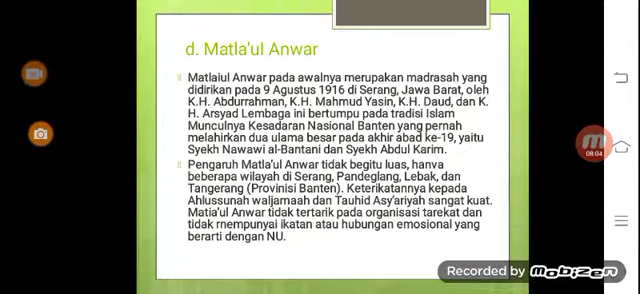 d. Matla'ul Anwar
Matlaiul Anwar pada awalnya merupakan madrasah yang
didirikan pada 9 Agustus 1916 di Serang, Jawa Barat, oleh
K.H. Abdurrahman, K.H. Mahmud Yasin, K.H. Daud, dan K.
H. Arsyad Lembaga ini bertumpu pada tradisi Islam
Munculnya Kesadaran Nasional Banten yang pernah
melahirkan dua ulama besar pada akhir abad ke-19, yaitu
Syekh Nawawi al-Bantani dan Syekh Abdul Karim.
Pengaruh Matla'ul Anwar tidak begitu luas, hanva
beberapa wilayah di Serang, Pandeglang, Lebak, dan
Tangerang (Provinisi Banten). Keterikatannya kepada
Ahlussunah waljamaah dan Tauhid Asy'ariyah sangat kuat.
Matia'ul Anwar tidak tertarik pada organisasi tarekat dan
tidak rnempunyai ikatan atau hubungan emosional yang
berarti dengan NU.
08:04
Recorded by mobizen